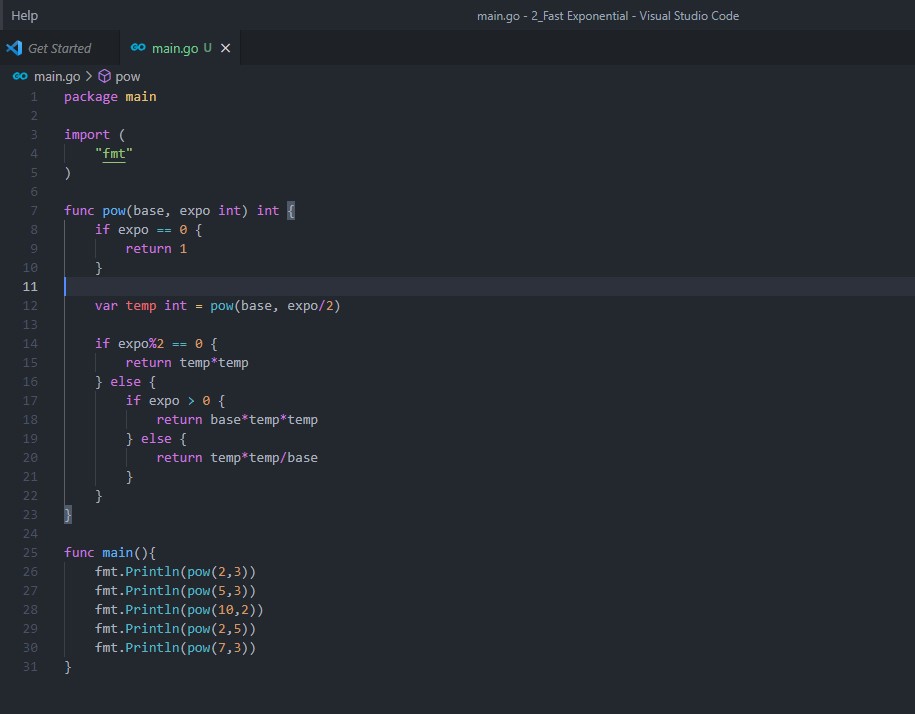 Help main.go - 2_Fast Exponential - Visual Studio Code
Get Started main.go U
main.go > pow
1 package main
2
3 import (
4     "fmt"
5 )
6
7 func pow(base, expo int) int {
8     if expo == 0 {
9         return 1
10     }
11
12     var temp int = pow(base, expo/2)
13
14     if expo%2 == 0 {
15         return temp*temp
16     } else {
17         if expo > 0 {
18             return base*temp*temp
19         } else {
20             return temp*temp/base
21         }
22     }
23 }
24
25 func main(){
26     fmt.Println(pow(2,3))
27     fmt.Println(pow(5,3))
28     fmt.Println(pow(10,2))
29     fmt.Println(pow(2,5))
30     fmt.Println(pow(7,3))
31 }